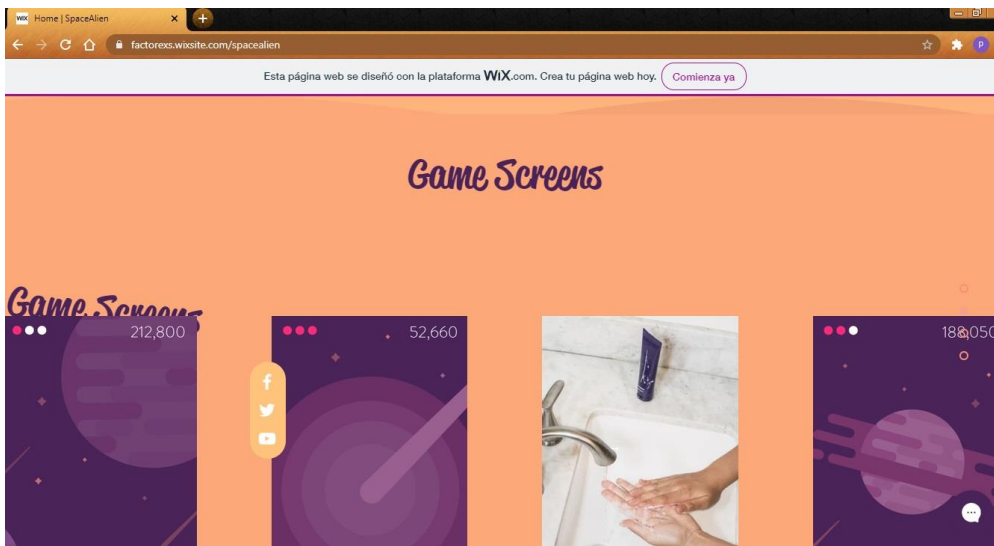 WiX Home | SpaceAlien
factorexs.wixsite.com/spacealien
P
Esta página web se diseñó con la plataforma WiX.com. Crea tu página web hoy. Comienza ya
Game Screens
Game Screens
212,800
52,660
188,050